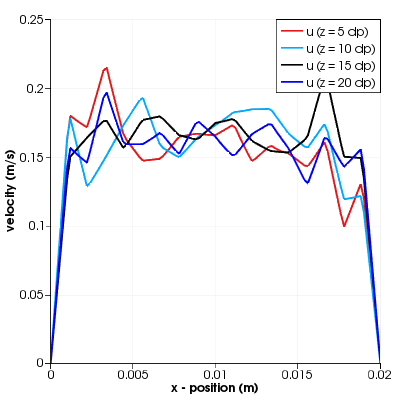 0.25
u (z = 5 dp)
u (z = 10 dp)
u (z = 15 dp)
u (z = 20 dp)
0.2
0.15
0.1
0.05
0
velocity (m/s)
0 0.005 0.01 0.015 0.02
x - position (m)